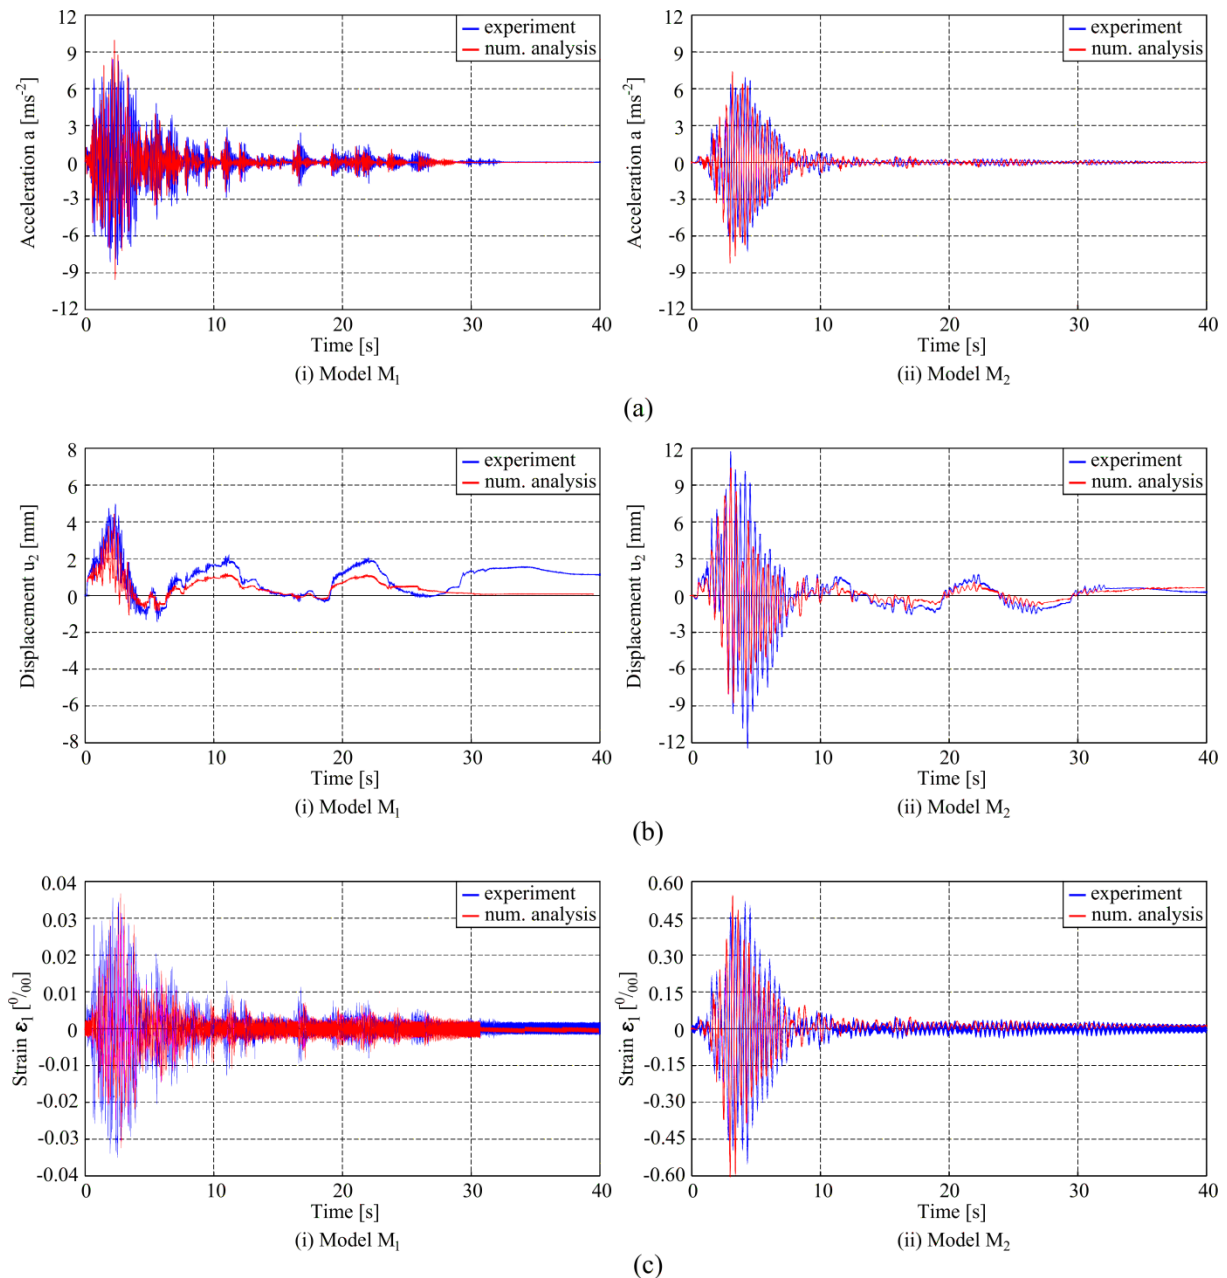 12
9
6
3
0
-3
-6
-9
-12
Acceleration a [ms-2]
experiment
num. analysis
0 10 20 30 40
Time [s]
(i) Model M1
12
9
6
3
0
-3
-6
-9
-12
Acceleration a [ms-2]
experiment
num. analysis
0 10 20 30 40
Time [s]
(ii) Model M2
(a)
8
6
4
2
0
-2
-4
-6
-8
Displacement u2 [mm]
experiment
num. analysis
0 10 20 30 40
Time [s]
(i) Model M1
12
9
6
3
0
-3
-6
-9
-12
Displacement u2 [mm]
experiment
num. analysis
0 10 20 30 40
Time [s]
(ii) Model M2
(b)
0.04
0.03
0.02
0.01
0
-0.01
-0.02
-0.03
-0.04
Strain ε1 [0/00]
experiment
num. analysis
0 10 20 30 40
Time [s]
(i) Model M1
0.60
0.45
0.30
0.15
0
-0.15
-0.30
-0.45
-0.60
Strain ε1 [0/00]
experiment
num. analysis
0 10 20 30 40
Time [s]
(ii) Model M2
(c)